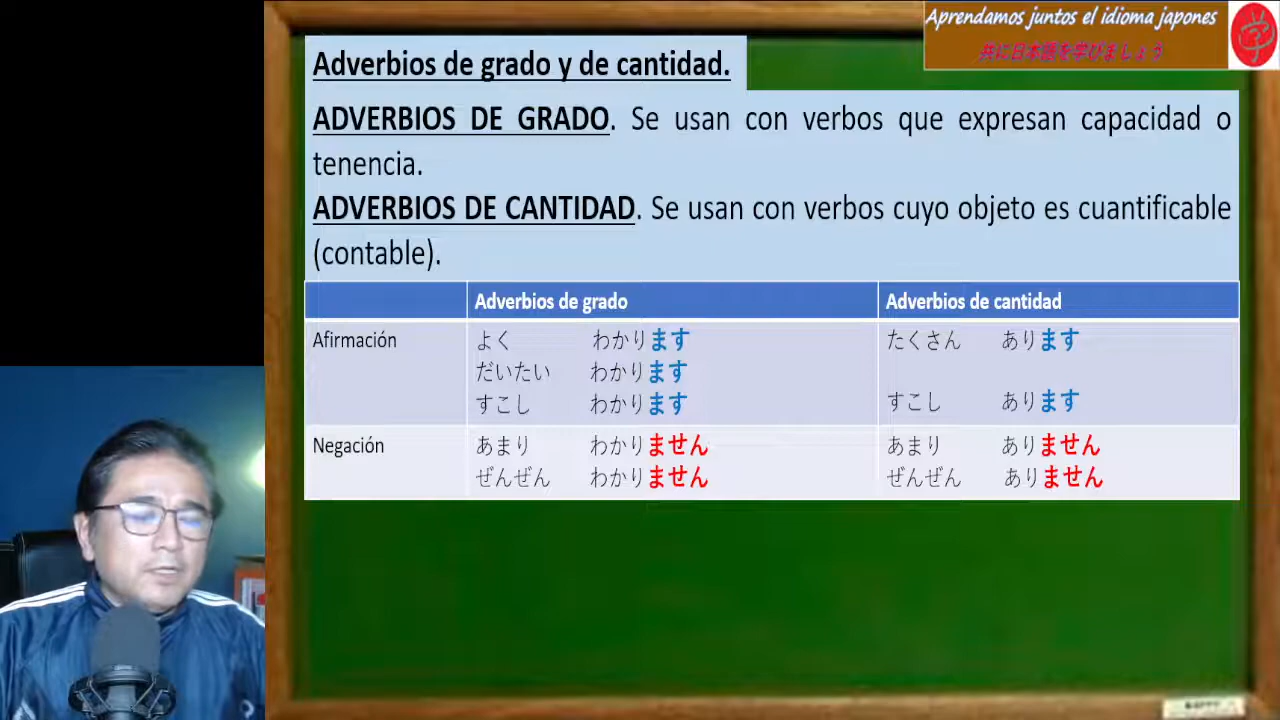 Aprendamos juntos el idioma japones
共に日本語を学びましょう
Adverbios de grado y de cantidad.
ADVERBIOS DE GRADO. Se usan con verbos que expresan capacidad o
tenencia.
ADVERBIOS DE CANTIDAD. Se usan con verbos cuyo objeto es cuantificable
(contable).
Adverbios de grado Adverbios de cantidad
Afirmación よく わかります たくさん あります
だいたい わかります
すこし わかります すこし あります
Negación あまり わかりません あまり ありません
ぜんぜん わかりません ぜんぜん ありません